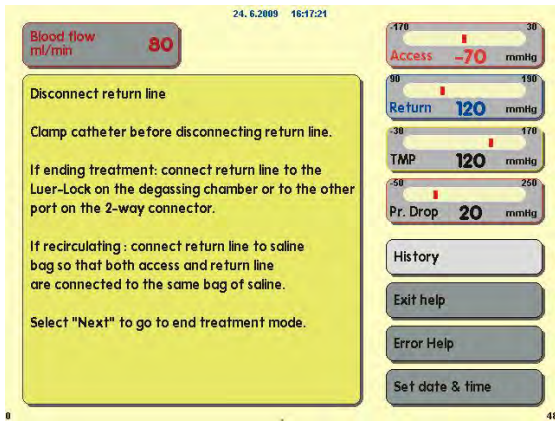 24.6.2009 16:17:21
Blood flow
ml/min 80
Disconnect return line
Clamp catheter before disconnecting return line.
If ending treatment: connect return line to the
Luer-Lock on the degassing chamber or to the other
port on the 2-way connector.
If recirculating : connect return line to saline
bag so that both access and return line
are connected to the same bag of saline.
Select "Next" to go to end treatment mode.
-170 30
Access -70 mmHg
90 190
Return 120 mmHg
-30 170
TMP 120 mmHg
-50 250
Pr. Drop 20 mmHg
History
Exit help
Error Help
Set date & time
0 48